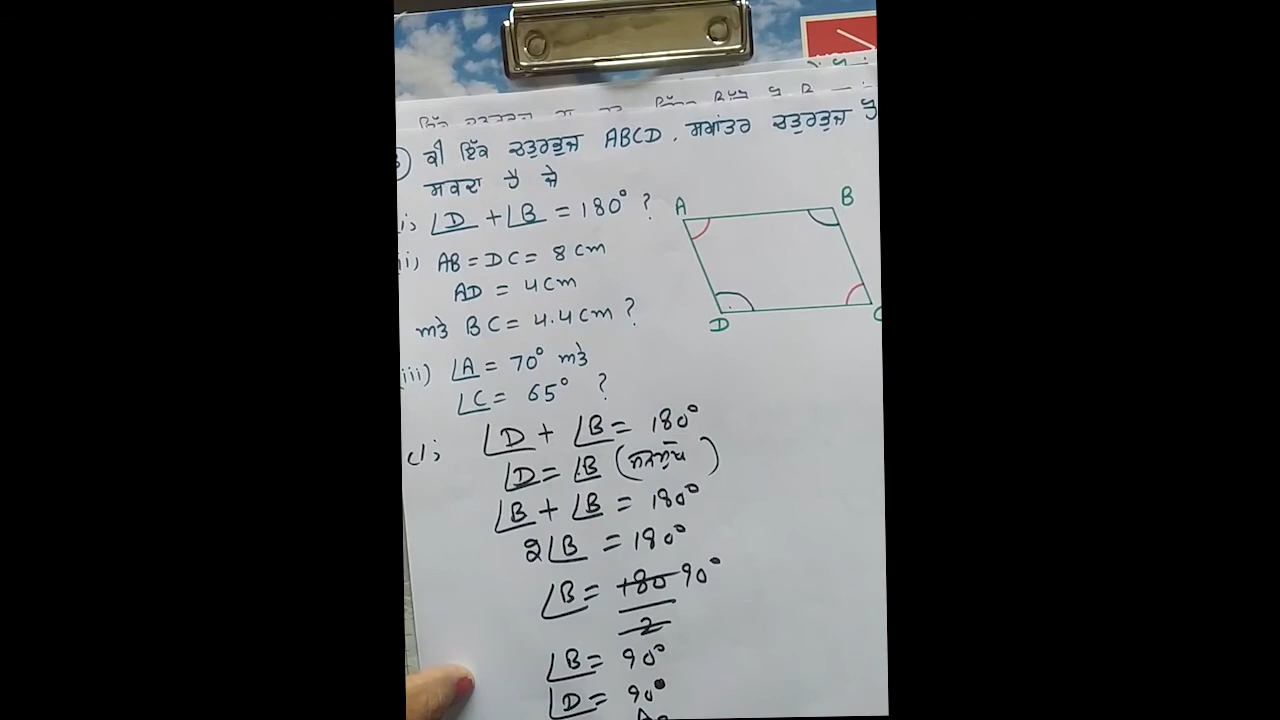 ਕੀ ਇੱਕ ਚਤੁਰਭੁਜ ABCD, ਸਮਾਂਤਰ ਚਤੁਰਭੁਜ ਹੋ
ਸਕਦਾ ਹੈ ਜੇ
i) ∠D + ∠B = 180° ?
ii) AB = DC = 8 cm
AD = 4 cm
ਅਤੇ BC = 4.4 cm ?
(iii) ∠A = 70° ਅਤੇ
∠C = 65° ?
A
B
D
C
∠D + ∠B = 180°
∠D = ∠B (ਸਨਮੁੱਖ)
∠B + ∠B = 180°
2∠B = 180°
∠B = 180 90°
2
∠B = 90°
∠D = 90°